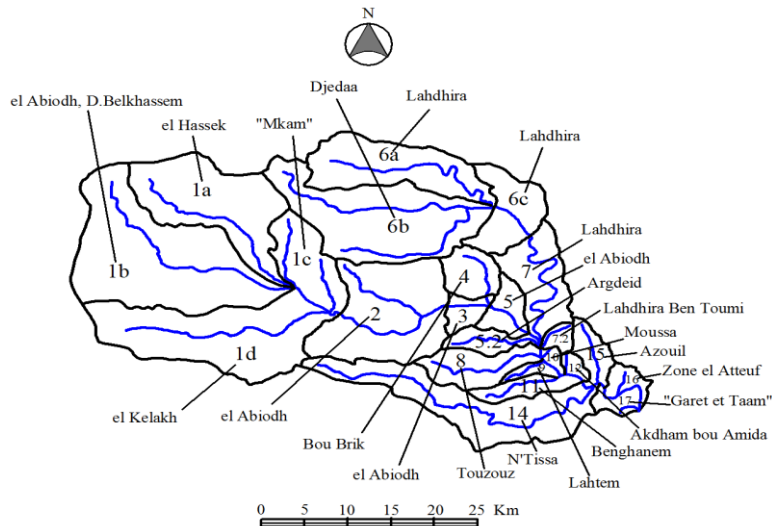 N
Djedaa
Lahdhira
el Abiodh, D.Belkhassem
el Hassek
"Mkam"
Lahdhira
6a
6c
1a
6b
Lahdhira
1b
1c
7
el Abiodh
4
5
Argdeid
2
3
Lahdhira Ben Toumi
5.2
7.2
Moussa
1d
8
10
15
Azouil
9
12
Zone el Atteuf
11
16
el Kelakh
14
17
"Garet et Taam"
el Abiodh
Akdham bou Amida
Bou Brik
N'Tissa
Benghanem
el Abiodh
Touzouz
Lahtem
0 5 10 15 20 25 Km